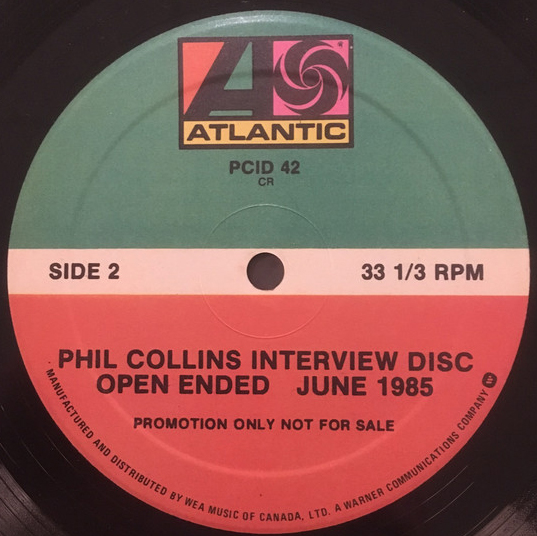 ATLANTIC
PCID 42
CR
SIDE 2
33 1/3 RPM
PHIL COLLINS INTERVIEW DISC
OPEN ENDED JUNE 1985
PROMOTION ONLY NOT FOR SALE
MANUFACTURED AND DISTRIBUTED BY WEA MUSIC OF CANADA, LTD. A WARNER COMMUNICATIONS COMPANY